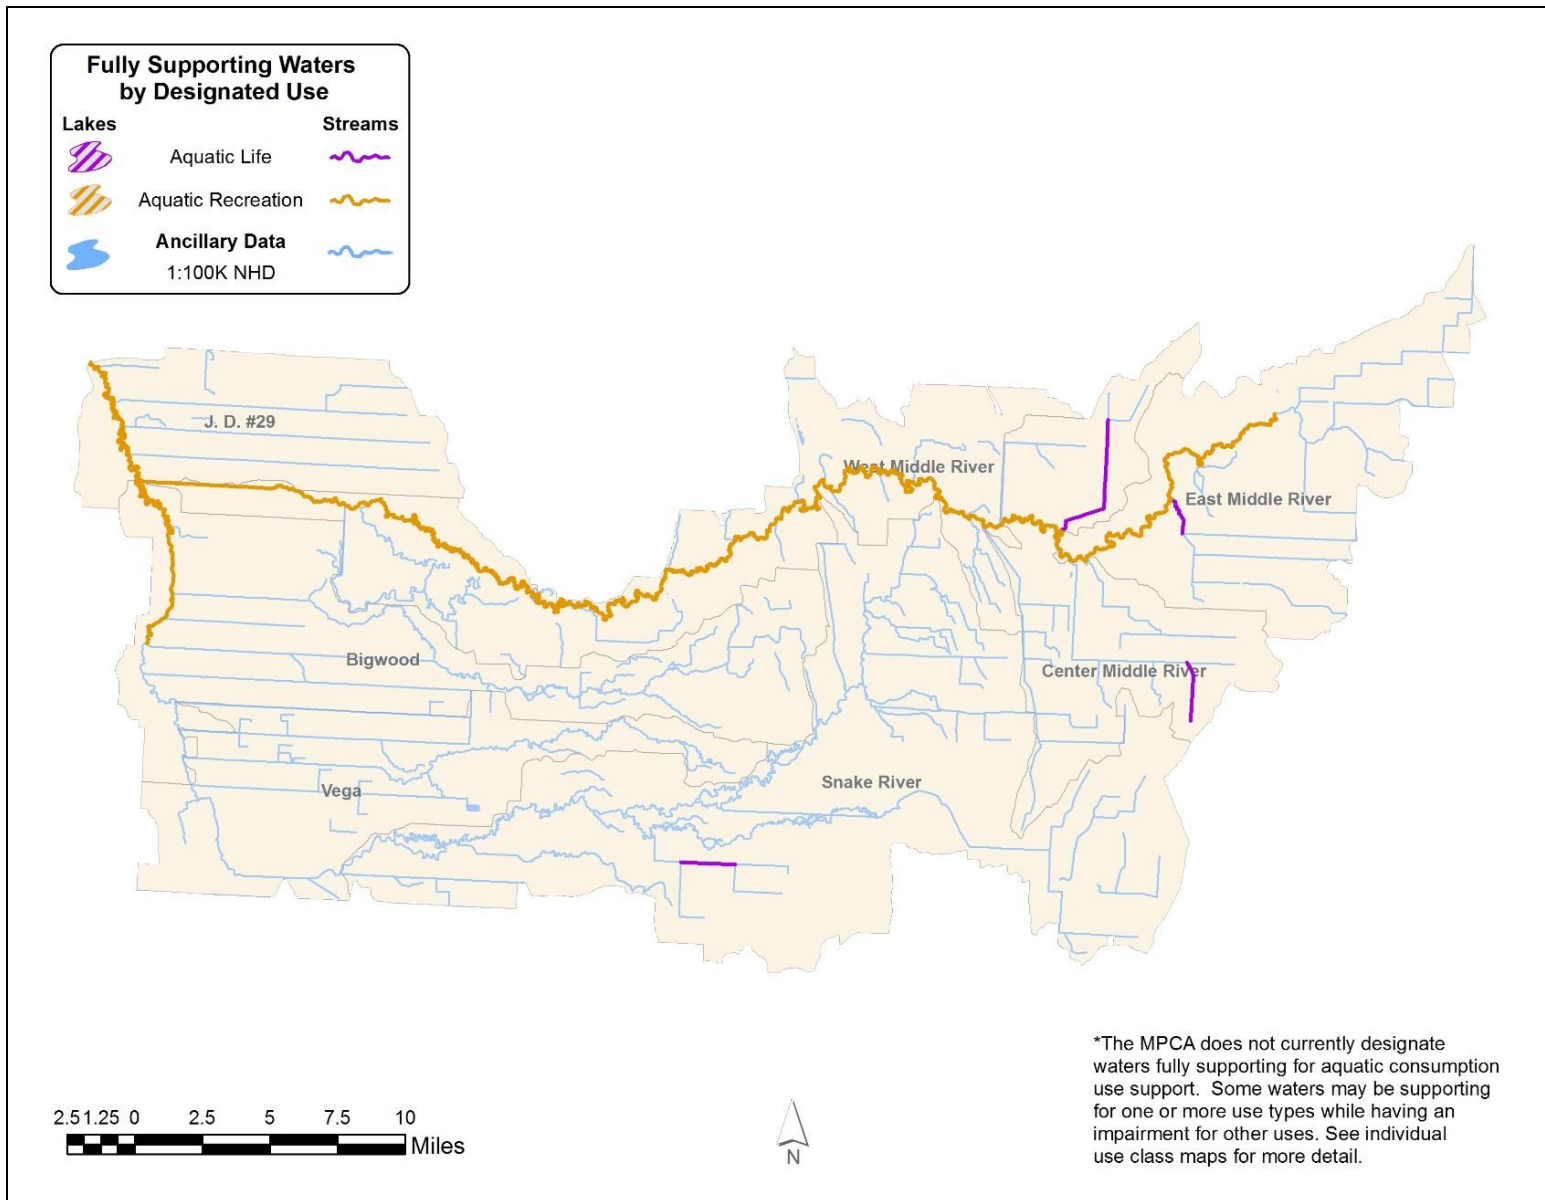 Fully Supporting Waters
by Designated Use
Lakes Streams
Aquatic Life
Aquatic Recreation
Ancillary Data
1:100K NHD
J. D. #29
West Middle River
East Middle River
Bigwood
Center Middle River
Snake River
Vega
*The MPCA does not currently designate
waters fully supporting for aquatic consumption
use support. Some waters may be supporting
for one or more use types while having an
impairment for other uses. See individual
use class maps for more detail.
2.5 1.25 0 2.5 5 7.5 10
Miles
N